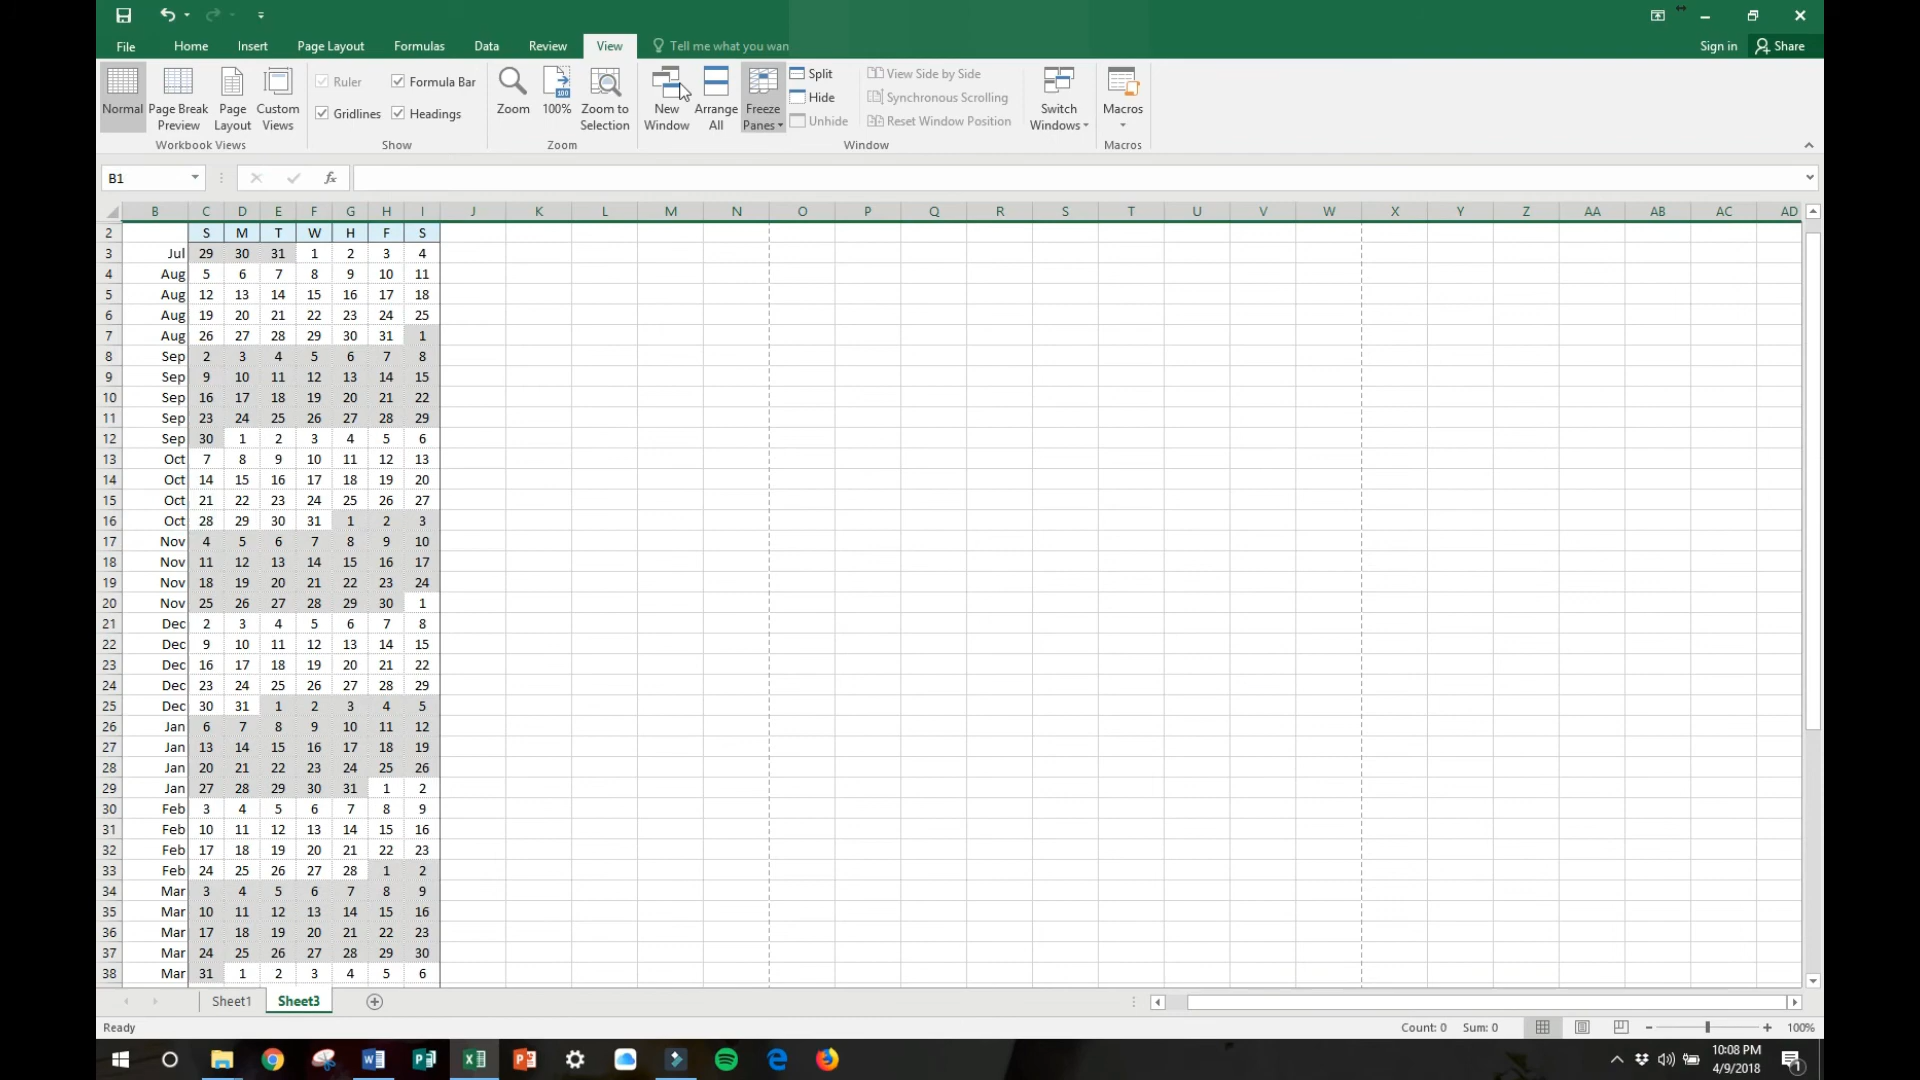 File Home Insert Page Layout Formulas Data Review View Tell me what you wan Sign in Share
Normal Page Break Preview Page Layout Custom Views
Workbook Views
Ruler Formula Bar
Gridlines Headings
Show
Zoom 100% Zoom to Selection
100
Zoom
New Window Arrange All Freeze Panes
Split
Hide
Unhide
View Side by Side
Synchronous Scrolling
Reset Window Position
Window
Switch Windows
Macros
Macros
B1 fx
B C D E F G H I J K L M N O P Q R S T U V W X Y Z AA AB AC AD
2 S M T W H F S
3 Jul 29 30 31 1 2 3 4
4 Aug 5 6 7 8 9 10 11
5 Aug 12 13 14 15 16 17 18
6 Aug 19 20 21 22 23 24 25
7 Aug 26 27 28 29 30 31 1
8 Sep 2 3 4 5 6 7 8
9 Sep 9 10 11 12 13 14 15
10 Sep 16 17 18 19 20 21 22
11 Sep 23 24 25 26 27 28 29
12 Sep 30 1 2 3 4 5 6
13 Oct 7 8 9 10 11 12 13
14 Oct 14 15 16 17 18 19 20
15 Oct 21 22 23 24 25 26 27
16 Oct 28 29 30 31 1 2 3
17 Nov 4 5 6 7 8 9 10
18 Nov 11 12 13 14 15 16 17
19 Nov 18 19 20 21 22 23 24
20 Nov 25 26 27 28 29 30 1
21 Dec 2 3 4 5 6 7 8
22 Dec 9 10 11 12 13 14 15
23 Dec 16 17 18 19 20 21 22
24 Dec 23 24 25 26 27 28 29
25 Dec 30 31 1 2 3 4 5
26 Jan 6 7 8 9 10 11 12
27 Jan 13 14 15 16 17 18 19
28 Jan 20 21 22 23 24 25 26
29 Jan 27 28 29 30 31 1 2
30 Feb 3 4 5 6 7 8 9
31 Feb 10 11 12 13 14 15 16
32 Feb 17 18 19 20 21 22 23
33 Feb 24 25 26 27 28 1 2
34 Mar 3 4 5 6 7 8 9
35 Mar 10 11 12 13 14 15 16
36 Mar 17 18 19 20 21 22 23
37 Mar 24 25 26 27 28 29 30
38 Mar 31 1 2 3 4 5 6
Sheet1 Sheet3
Ready Count: 0 Sum: 0 100%
10:08 PM
4/9/2018